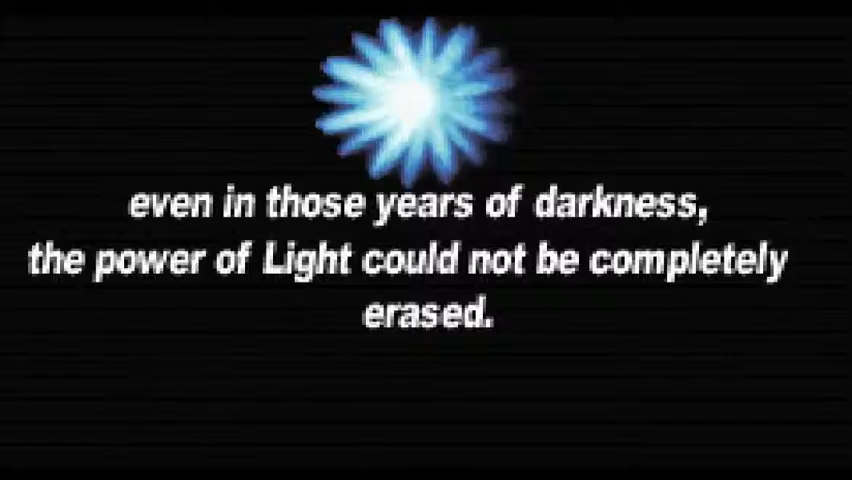 even in those years of darkness,
the power of Light could not be completely
erased.